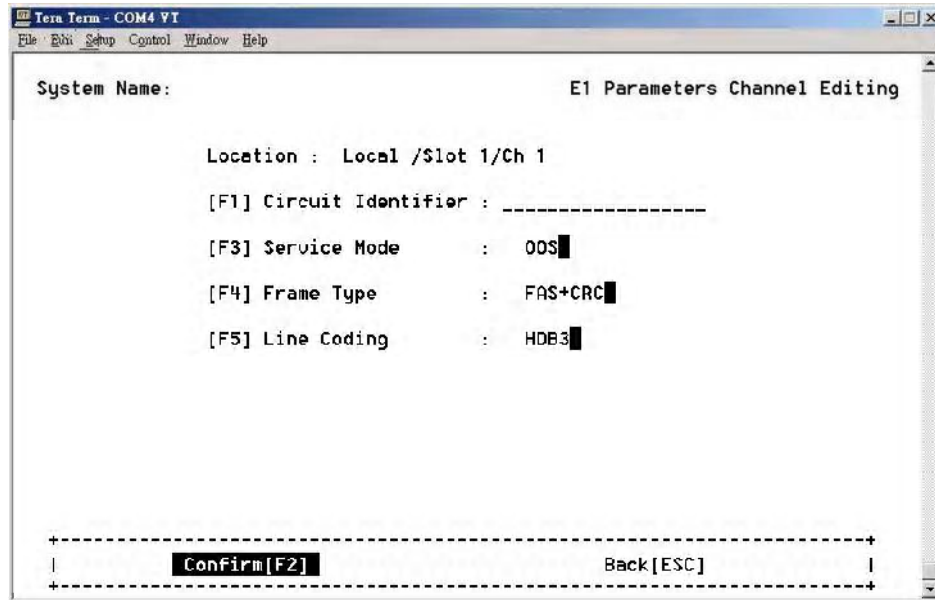 Tera Term - COM4 VT
File Edit Setup Control Window Help
System Name: E1 Parameters Channel Editing
Location : Local /Slot 1/Ch 1
[F1] Circuit Identifier : __________________
[F3] Service Mode : OOS
[F4] Frame Type : FAS+CRC
[F5] Line Coding : HDB3
Confirm[F2] Back[ESC]